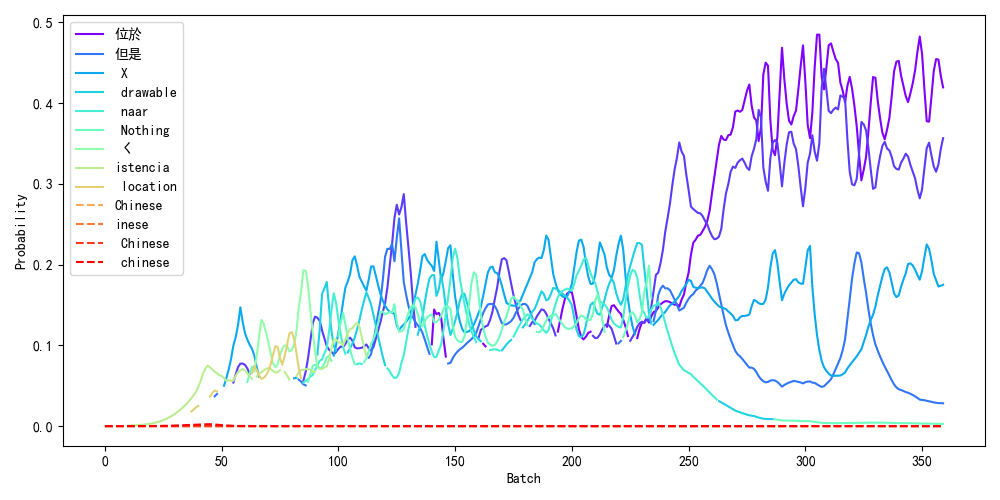 0.5
0.4
0.3
0.2
0.1
0.0
Probability
位於
但是
X
drawable
naar
Nothing
く
istencia
location
Chinese
inese
Chinese
chinese
0 50 100 150 200 250 300 350
Batch